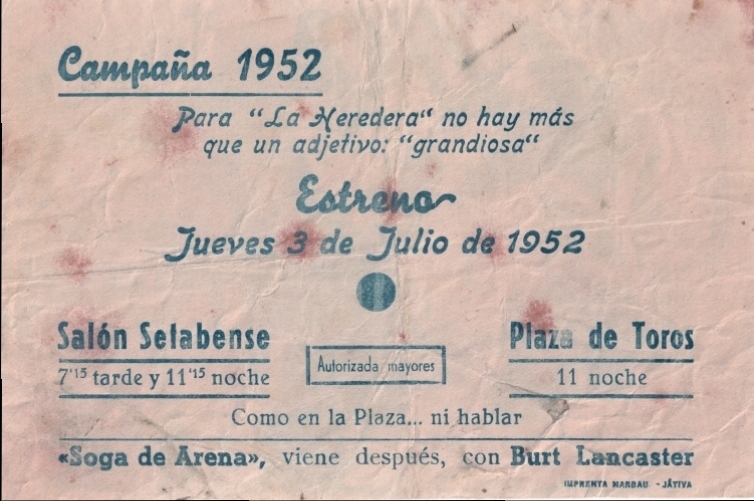 Campaña 1952
Para "La Heredera" no hay más
que un adjetivo: "grandiosa"
Estreno
Jueves 3 de Julio de 1952
Salón Setabense
7'15 tarde y 11'15 noche
Autorizada mayores
Plaza de Toros
11 noche
Como en la Plaza... ni hablar
«Soga de Arena», viene después, con Burt Lancaster
IMPRENTA MARBAU - JÁTIVA